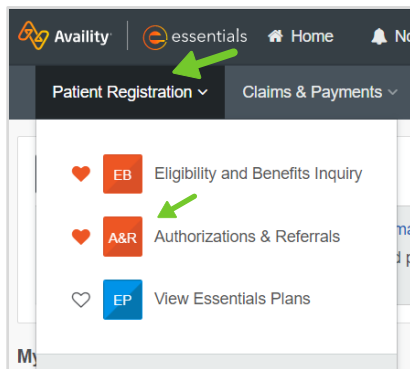 Availity essentials Home No
Patient Registration Claims & Payments
EB Eligibility and Benefits Inquiry
A&R Authorizations & Referrals
EP View Essentials Plans
My